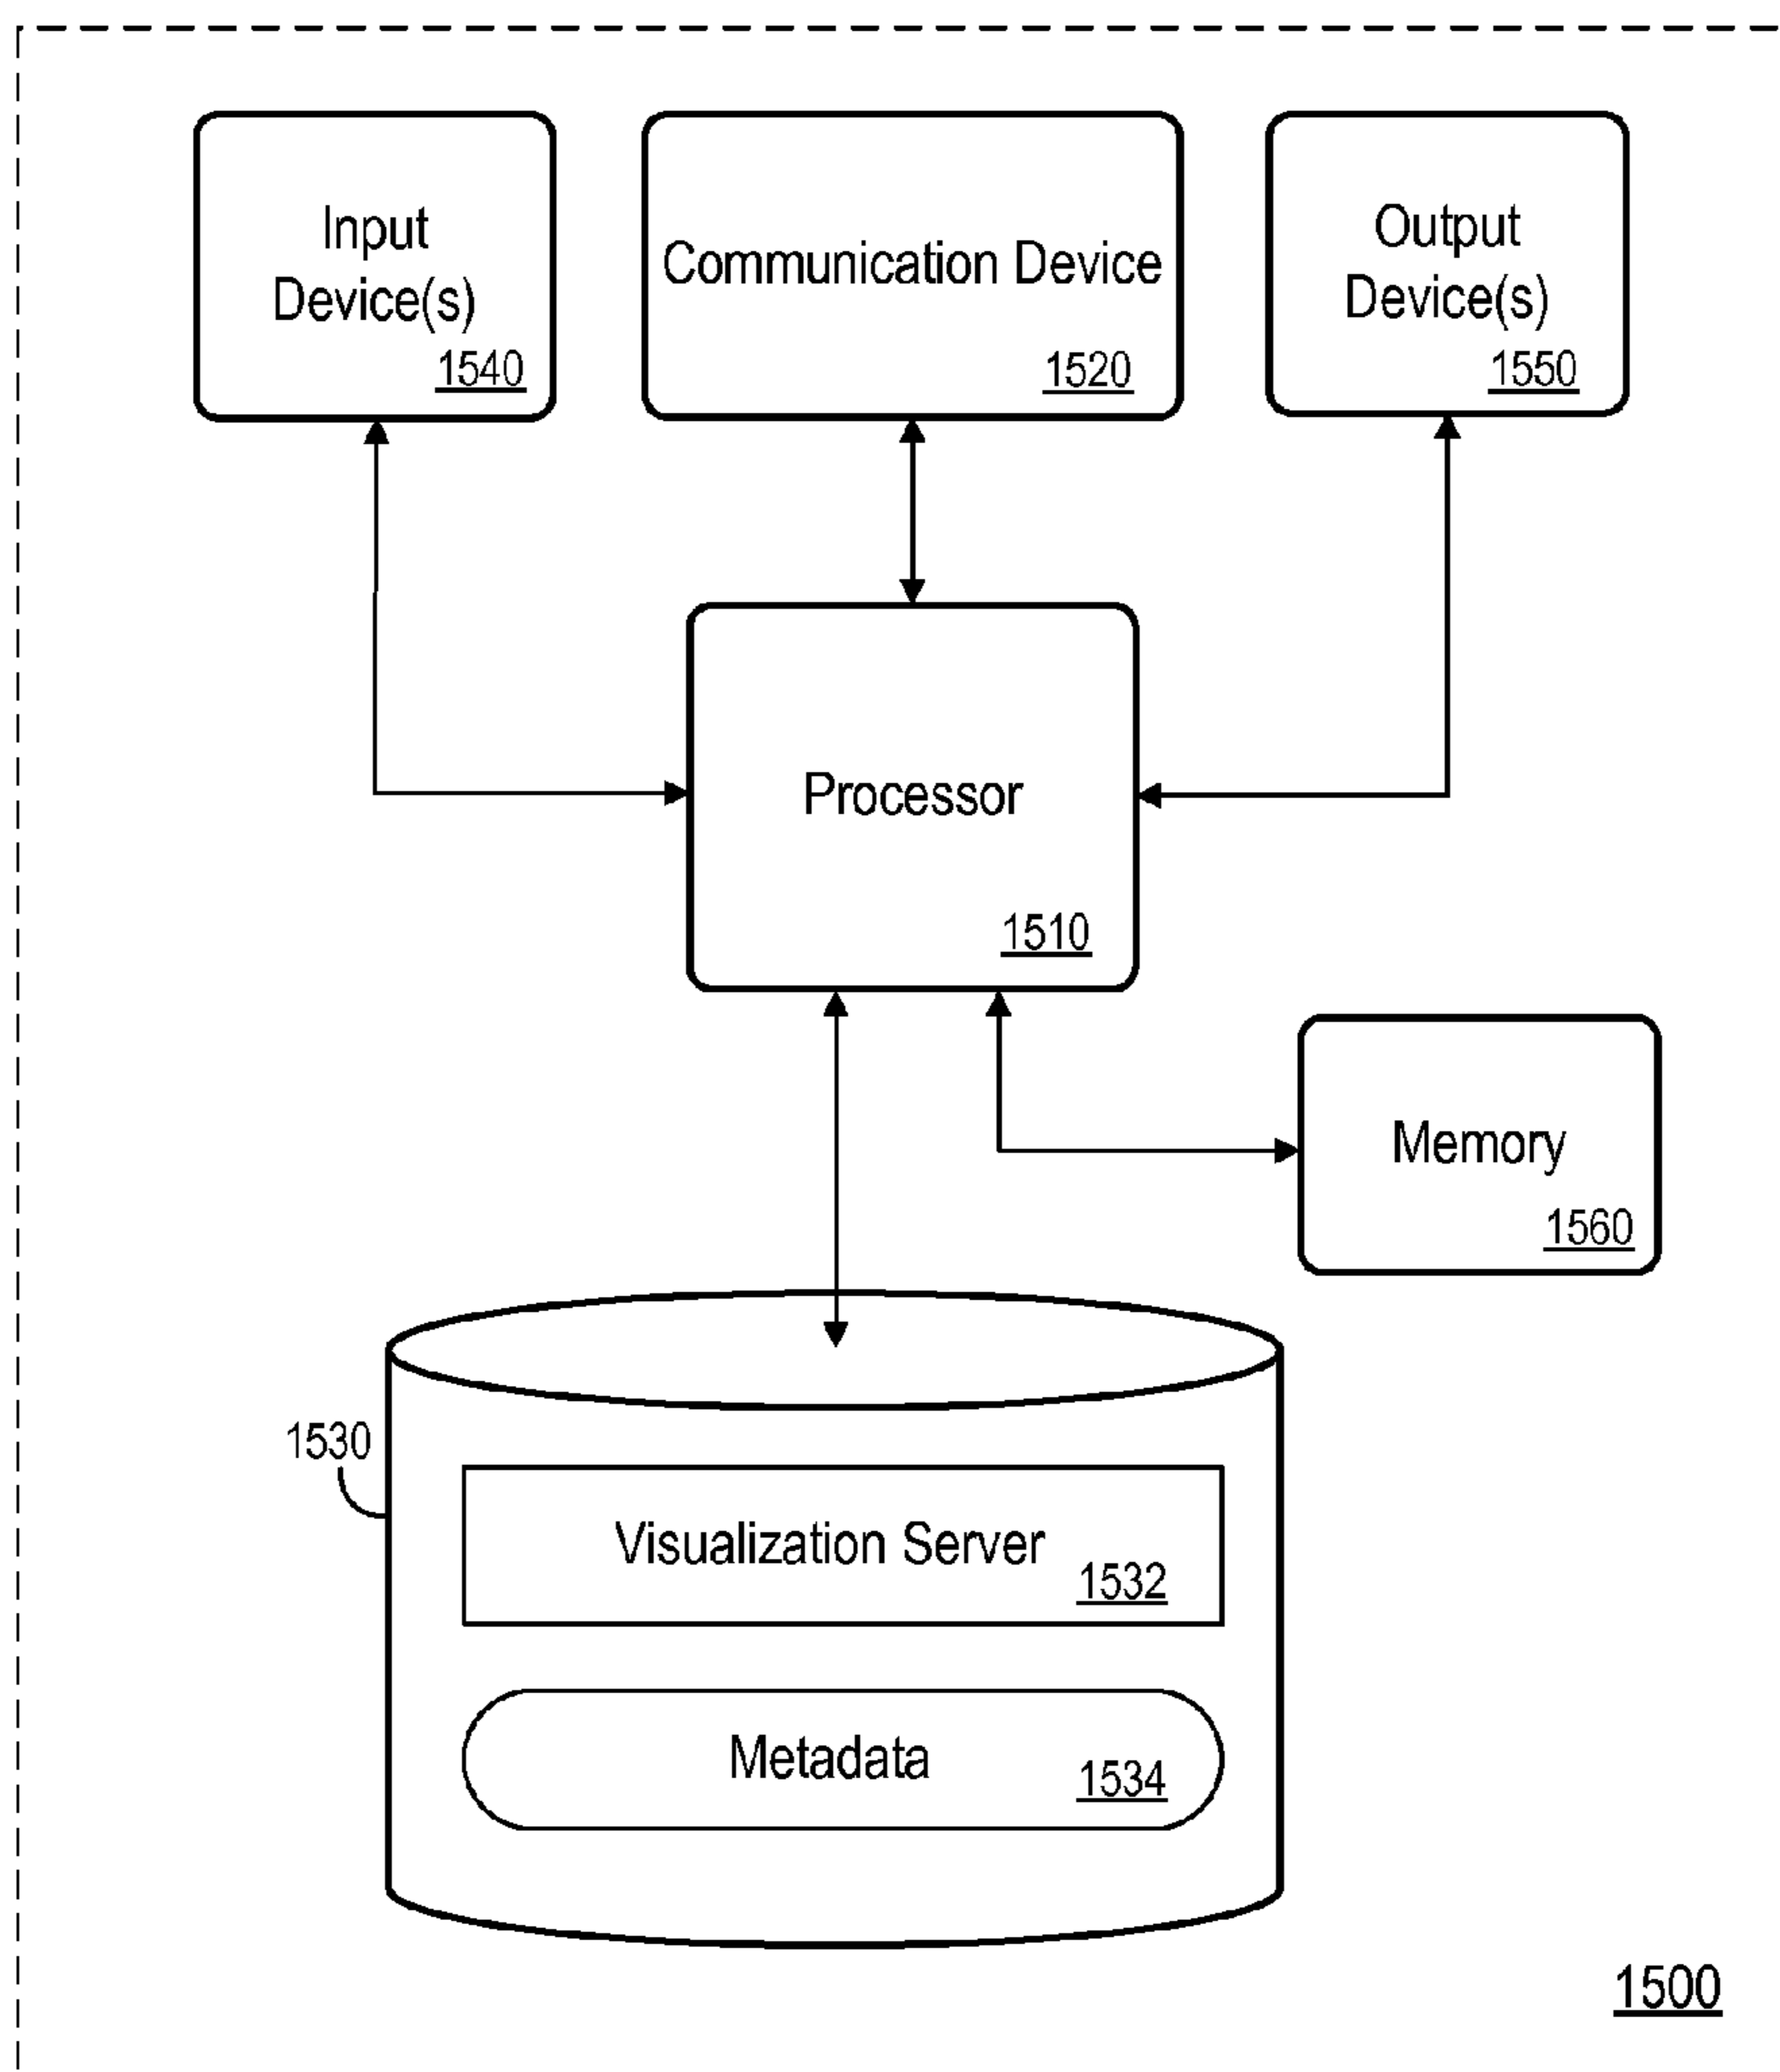 Input
Device(s)
1540
Communication Device
1520
Output
Device(s)
1550
Processor
1510
Memory
1560
1530
Visualization Server
1532
Metadata
1534
1500